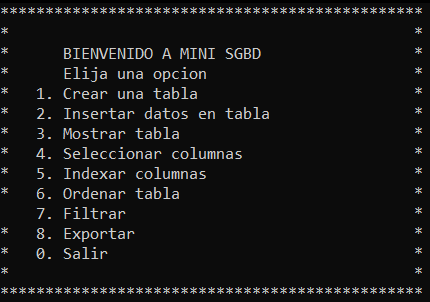 ***********************************************
*                                             *
*      BIENVENIDO A MINI SGBD                 *
*      Elija una opcion                       *
*   1. Crear una tabla                        *
*   2. Insertar datos en tabla                *
*   3. Mostrar tabla                          *
*   4. Seleccionar columnas                   *
*   5. Indexar columnas                       *
*   6. Ordenar tabla                          *
    7. Filtrar                                *
*   8. Exportar                               *
    0. Salir                                  *
*                                             *
***********************************************